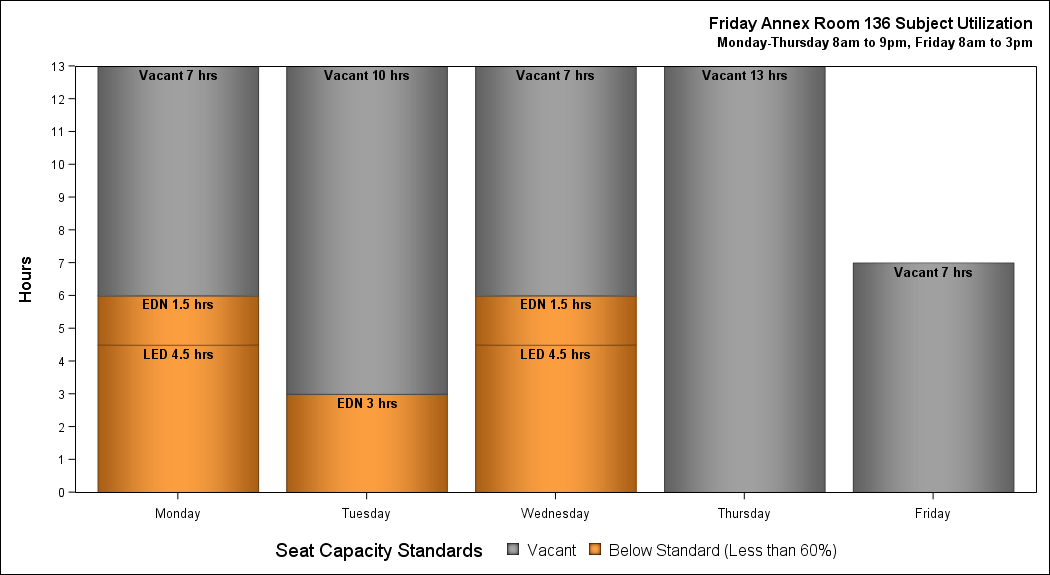 Friday Annex Room 136 Subject Utilization
Monday-Thursday 8am to 9pm, Friday 8am to 3pm
Hours
13
12
11
10
9
8
7
6
5
4
3
2
1
0
Vacant 7 hrs
EDN 1.5 hrs
LED 4.5 hrs
Vacant 10 hrs
EDN 3 hrs
Vacant 7 hrs
EDN 1.5 hrs
LED 4.5 hrs
Vacant 13 hrs
Vacant 7 hrs
Monday Tuesday Wednesday Thursday Friday
Seat Capacity Standards Vacant Below Standard (Less than 60%)